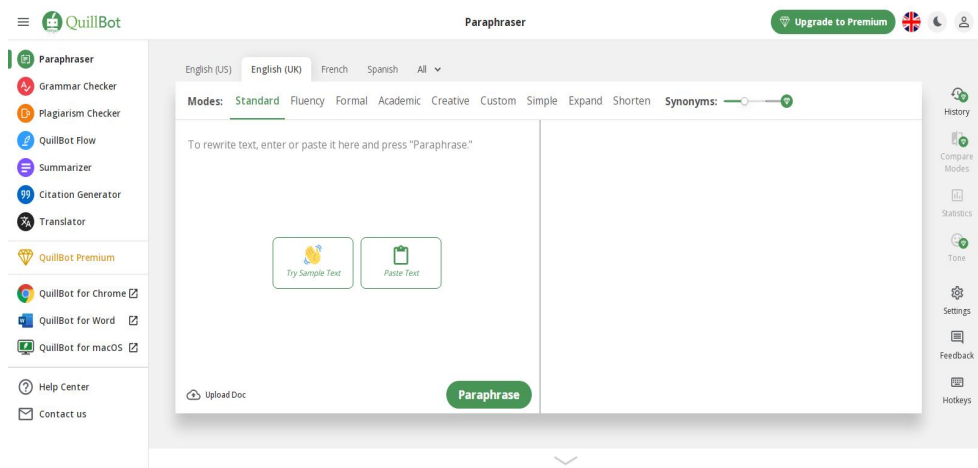 QuillBot
Paraphraser
Upgrade to Premium
Paraphraser
Grammar Checker
Plagiarism Checker
QuillBot Flow
Summarizer
Citation Generator
Translator
QuillBot Premium
QuillBot for Chrome
QuillBot for Word
QuillBot for macOS
Help Center
Contact us
English (US) English (UK) French Spanish All
Modes: Standard Fluency Formal Academic Creative Custom Simple Expand Shorten Synonyms:
To rewrite text, enter or paste it here and press "Paraphrase."
Try Sample Text
Paste Text
Upload Doc
Paraphrase
History
Compare
Modes
Statistics
Tone
Settings
Feedback
Hotkeys